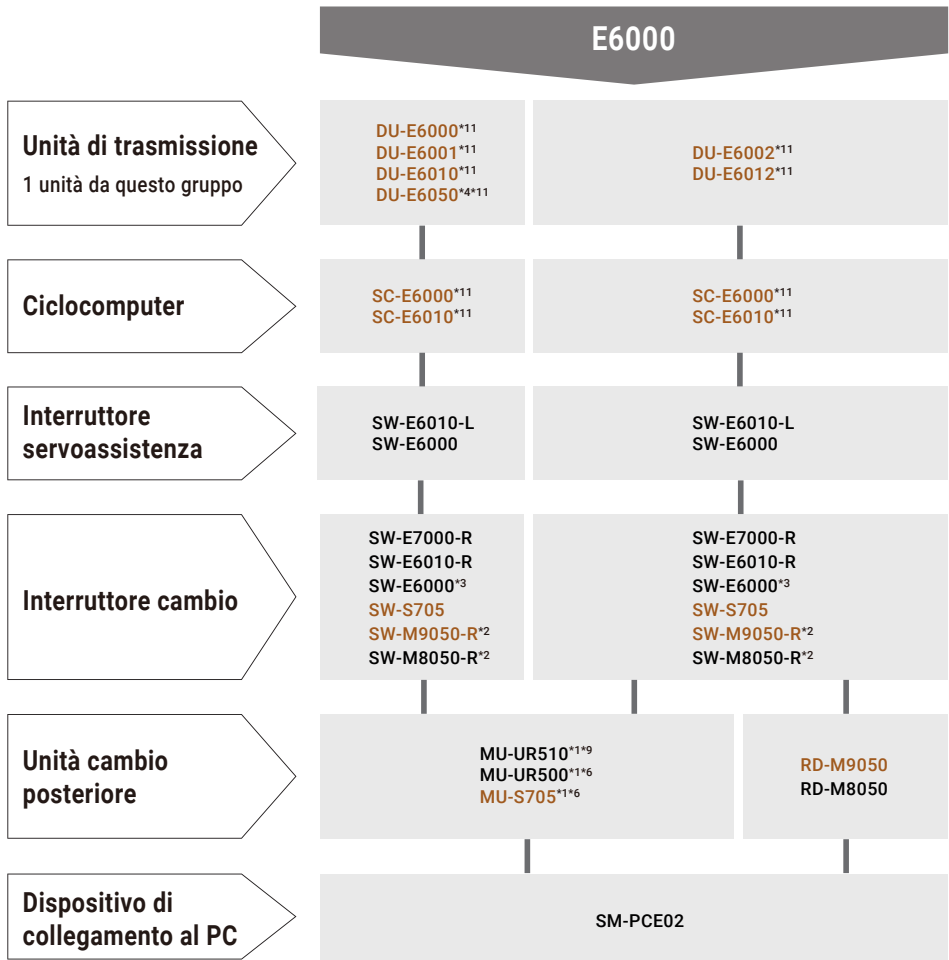 E6000
Unità di trasmissione
1 unità da questo gruppo
DU-E6000*11
DU-E6001*11
DU-E6010*11
DU-E6050*4*11
DU-E6002*11
DU-E6012*11
Ciclocomputer
SC-E6000*11
SC-E6010*11
SC-E6000*11
SC-E6010*11
Interruttore
servoassistenza
SW-E6010-L
SW-E6000
SW-E6010-L
SW-E6000
Interruttore cambio
SW-E7000-R
SW-E6010-R
SW-E6000*3
SW-S705
SW-M9050-R*2
SW-M8050-R*2
SW-E7000-R
SW-E6010-R
SW-E6000*3
SW-S705
SW-M9050-R*2
SW-M8050-R*2
Unità cambio
posteriore
MU-UR510*1*9
MU-UR500*1*6
MU-S705*1*6
RD-M9050
RD-M8050
Dispositivo di
collegamento al PC
SM-PCE02